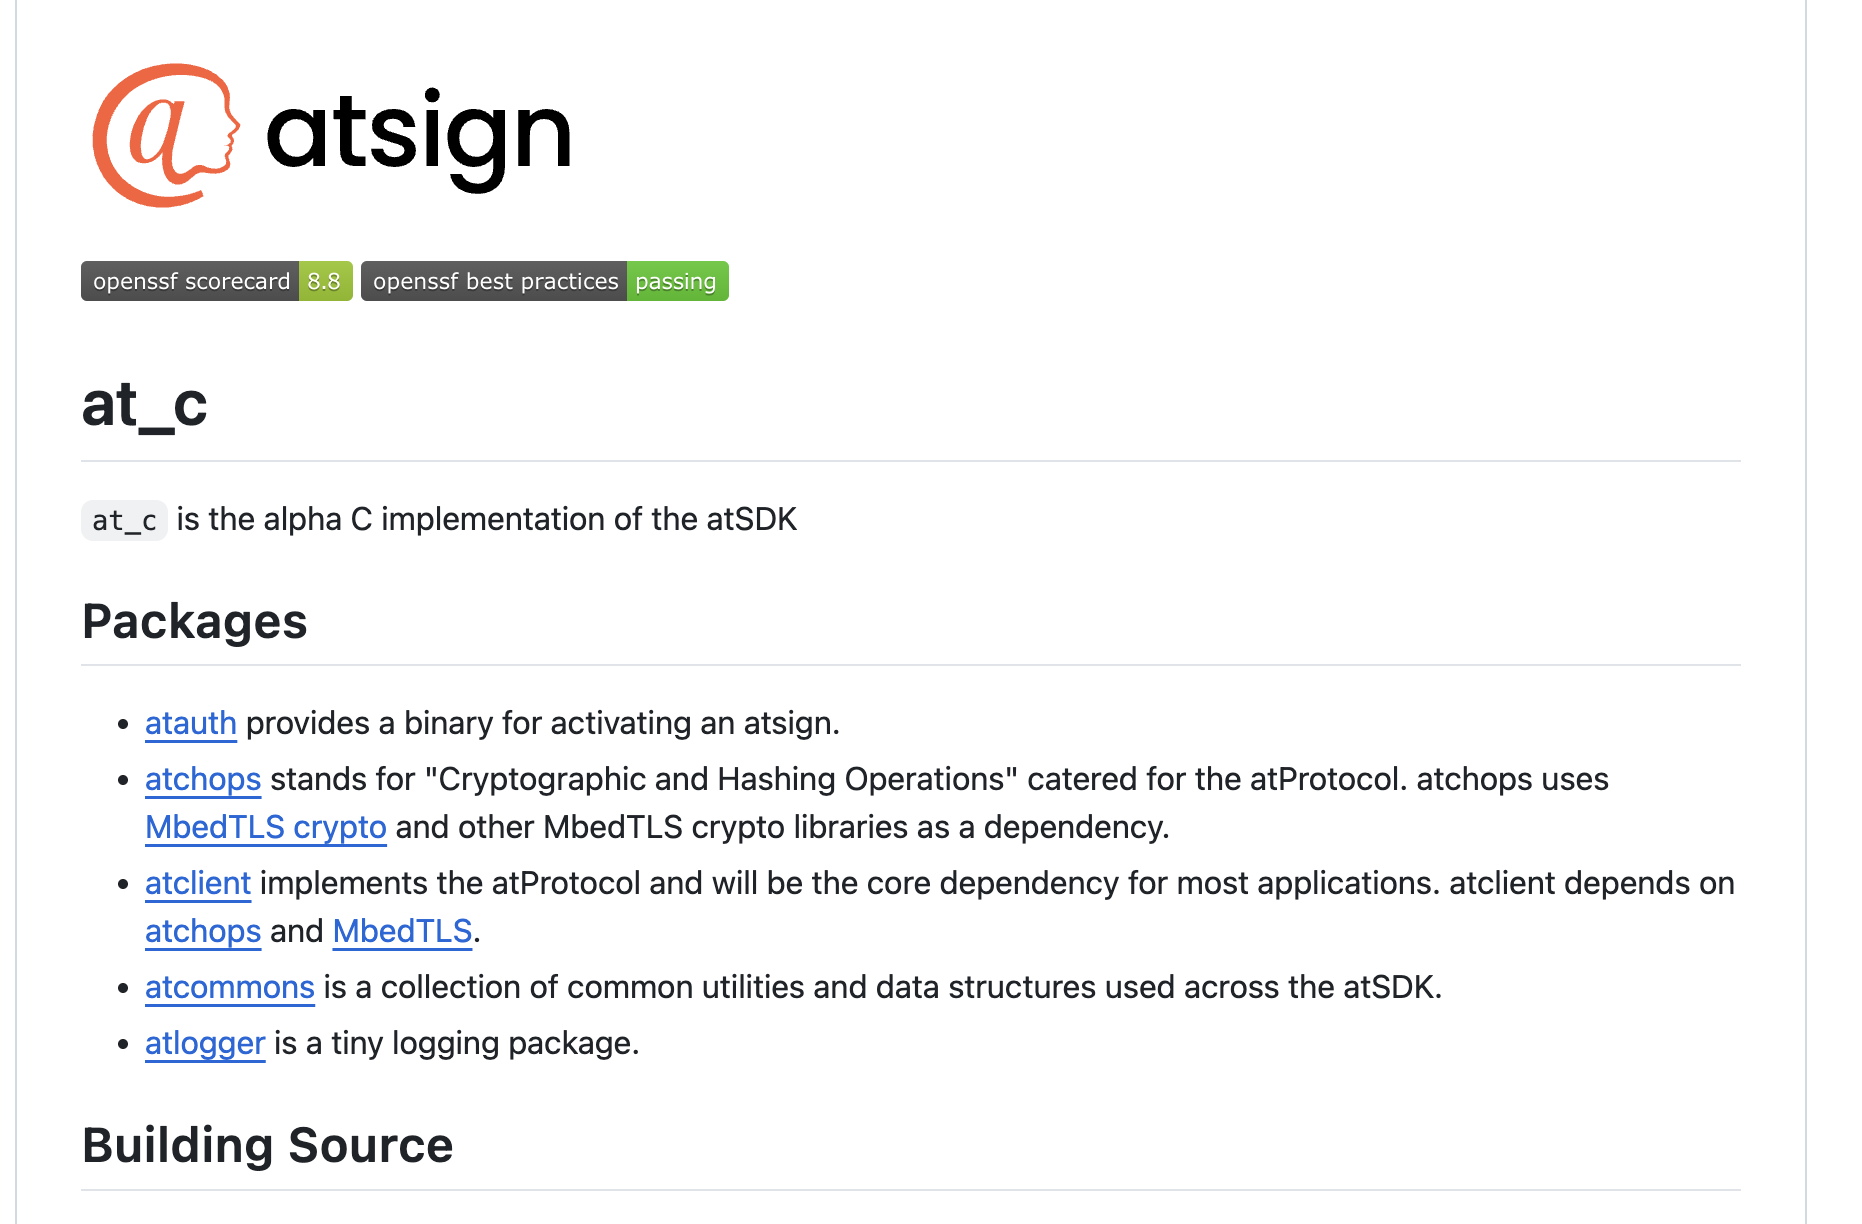 atsign
openssf scorecard 8.8 openssf best practices passing
at_c
at_c is the alpha C implementation of the atSDK
Packages
• atauth provides a binary for activating an atsign.
• atchops stands for "Cryptographic and Hashing Operations" catered for the atProtocol. atchops uses
MbedTLS crypto and other MbedTLS crypto libraries as a dependency.
• atclient implements the atProtocol and will be the core dependency for most applications. atclient depends on
atchops and MbedTLS.
• atcommons is a collection of common utilities and data structures used across the atSDK.
• atlogger is a tiny logging package.
Building Source